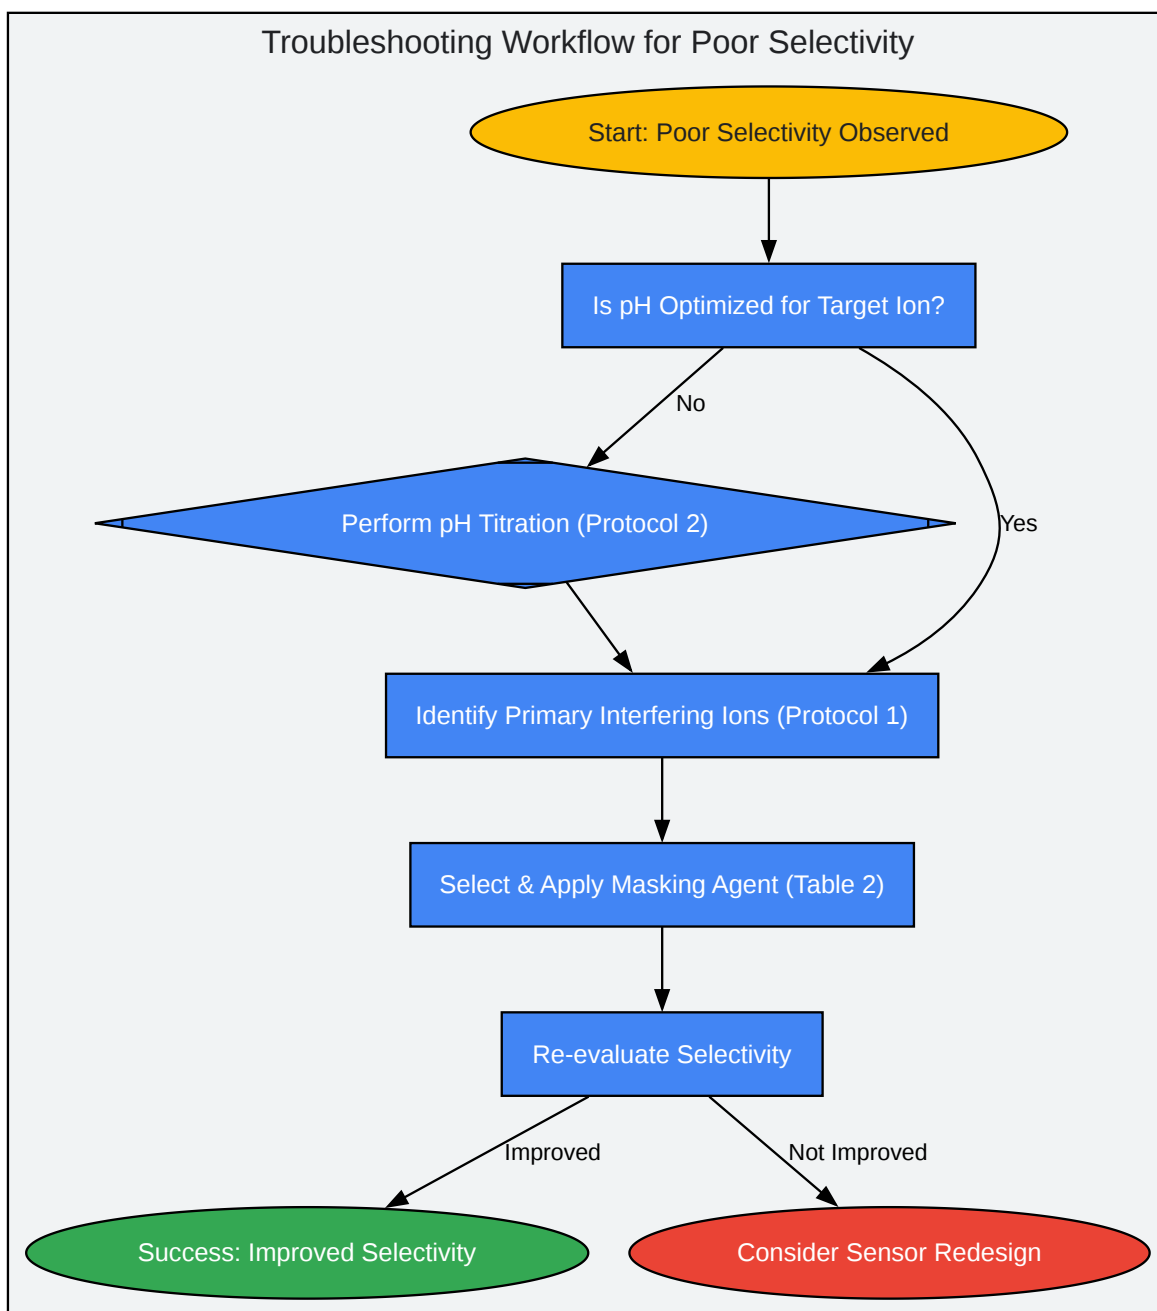 Troubleshooting Workflow for Poor Selectivity
Start: Poor Selectivity Observed
Is pH Optimized for Target Ion?
No
Perform pH Titration (Protocol 2)
Yes
Identify Primary Interfering Ions (Protocol 1)
Select & Apply Masking Agent (Table 2)
Re-evaluate Selectivity
Improved
Not Improved
Success: Improved Selectivity
Consider Sensor Redesign